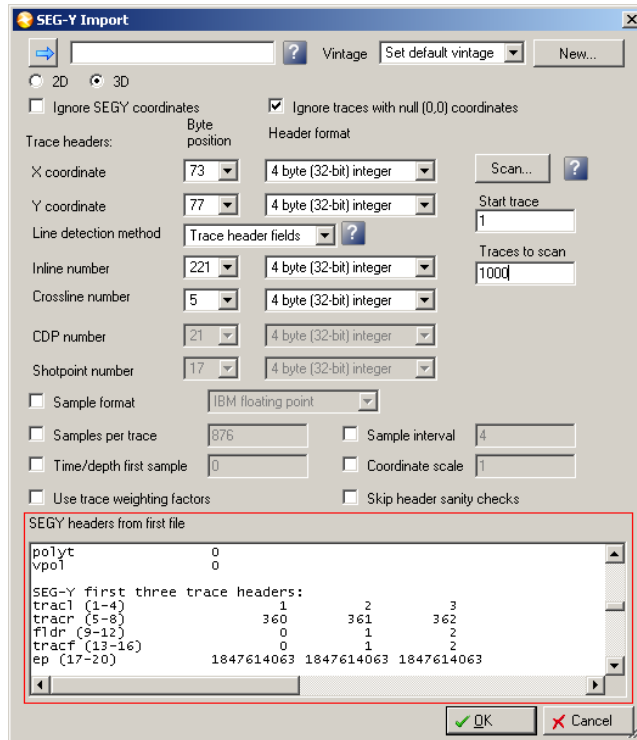 SEG-Y Import
? Vintage Set default vintage New...
2D 3D
Ignore SEGY coordinates Ignore traces with null (0,0) coordinates
Trace headers: Byte position Header format
X coordinate 73 4 byte (32-bit) integer Scan... ?
Y coordinate 77 4 byte (32-bit) integer Start trace
1
Line detection method Trace header fields ? Traces to scan
Inline number 221 4 byte (32-bit) integer 1000
Crossline number 5 4 byte (32-bit) integer
CDP number 21 4 byte (32-bit) integer
Shotpoint number 17 4 byte (32-bit) integer
Sample format IBM floating point
Samples per trace 876 Sample interval 4
Time/depth first sample 0 Coordinate scale 1
Use trace weighting factors Skip header sanity checks
SEGY headers from first file
polyt 0
vpol 0
SEG-Y first three trace headers:
tracl (1-4) 1 2 3
tracr (5-8) 360 361 362
fldr (9-12) 0 1 2
tracf (13-16) 0 1 2
ep (17-20) 1847614063 1847614063 1847614063
OK Cancel